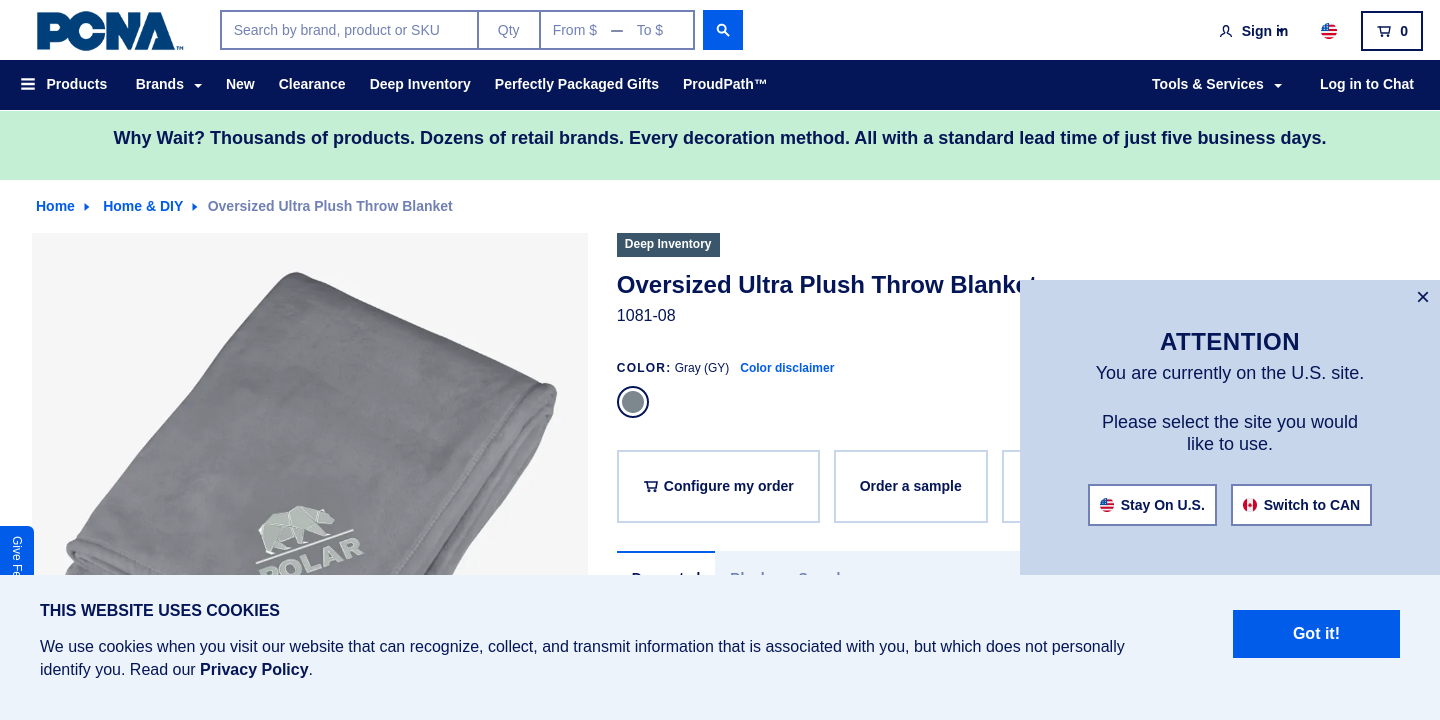 PCNA™
Search by brand, product or SKU
Qty
From $ — To $
Sign in
0
Products
Brands
New
Clearance
Deep Inventory
Perfectly Packaged Gifts
ProudPath™
Tools & Services
Log in to Chat
Why Wait? Thousands of products. Dozens of retail brands. Every decoration method. All with a standard lead time of just five business days.
Home
Home & DIY
Oversized Ultra Plush Throw Blanket
Deep Inventory
Oversized Ultra Plush Throw Blanket
1081-08
COLOR: Gray (GY) Color disclaimer
Configure my order
Order a sample
POLAR
Give
×
ATTENTION
You are currently on the U.S. site.
Please select the site you would
like to use.
Stay On U.S.
Switch to CAN
THIS WEBSITE USES COOKIES
We use cookies when you visit our website that can recognize, collect, and transmit information that is associated with you, but which does not personally
identify you. Read our Privacy Policy.
Got it!